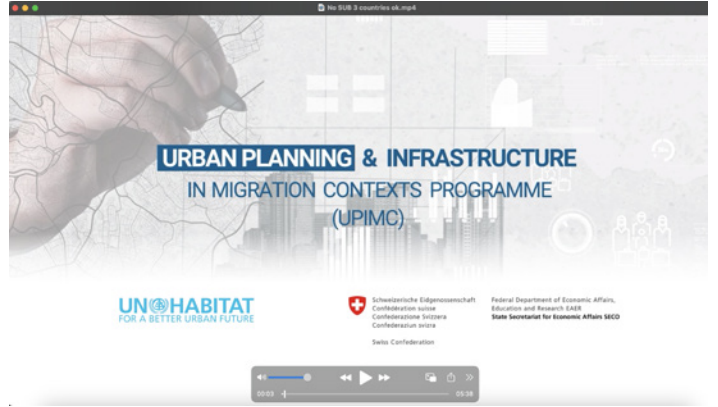 No SUB 3 countries ok.mp4
URBAN PLANNING & INFRASTRUCTURE
IN MIGRATION CONTEXTS PROGRAMME
(UPIMC)
UN HABITAT
FOR A BETTER URBAN FUTURE
Schweizerische Eidgenossenschaft
Confédération suisse
Confederazione Svizzera
Confederaziun svizra
Swiss Confederation
Federal Department of Economic Affairs,
Education and Research EAER
State Secretariat for Economic Affairs SECO
00:03
05:38